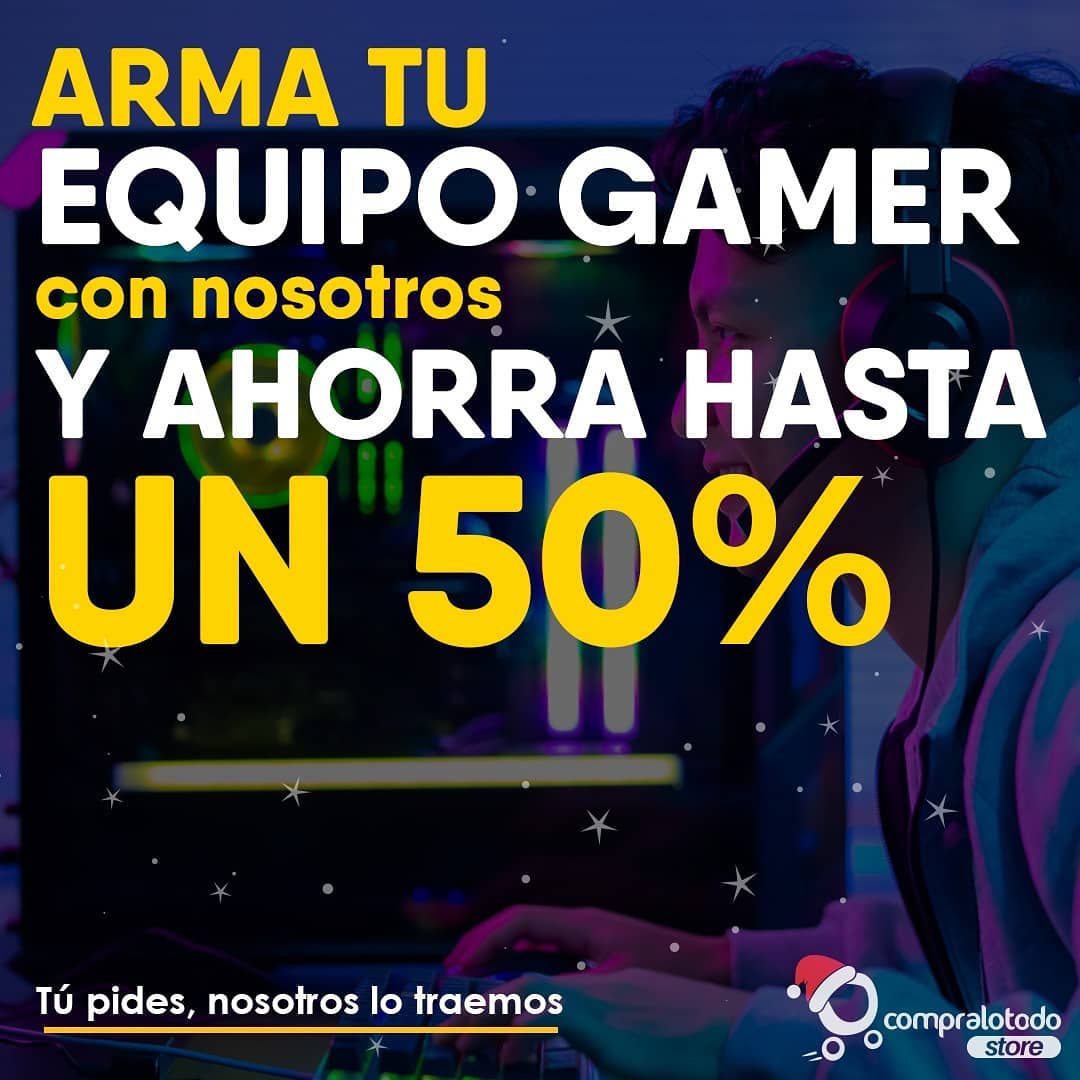 ARMA TU
EQUIPO GAMER
con nosotros
Y AHORRA HASTA
UN 50%
Tú pides, nosotros lo traemos
compralotodo
store